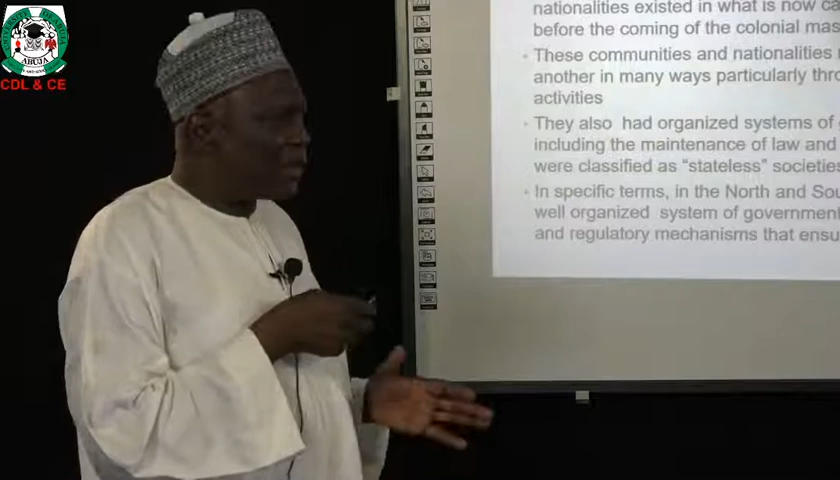 UNIVERSITY OF ABUJA
CDL & CE
nationalities existed in what is now ca
before the coming of the colonial mas
These communities and nationalities
another in many ways particularly thro
activities
They also had organized systems of
including the maintenance of law and
were classified as “stateless” societies
In specific terms, in the North and So
well organized system of government
and regulatory mechanisms that ensu